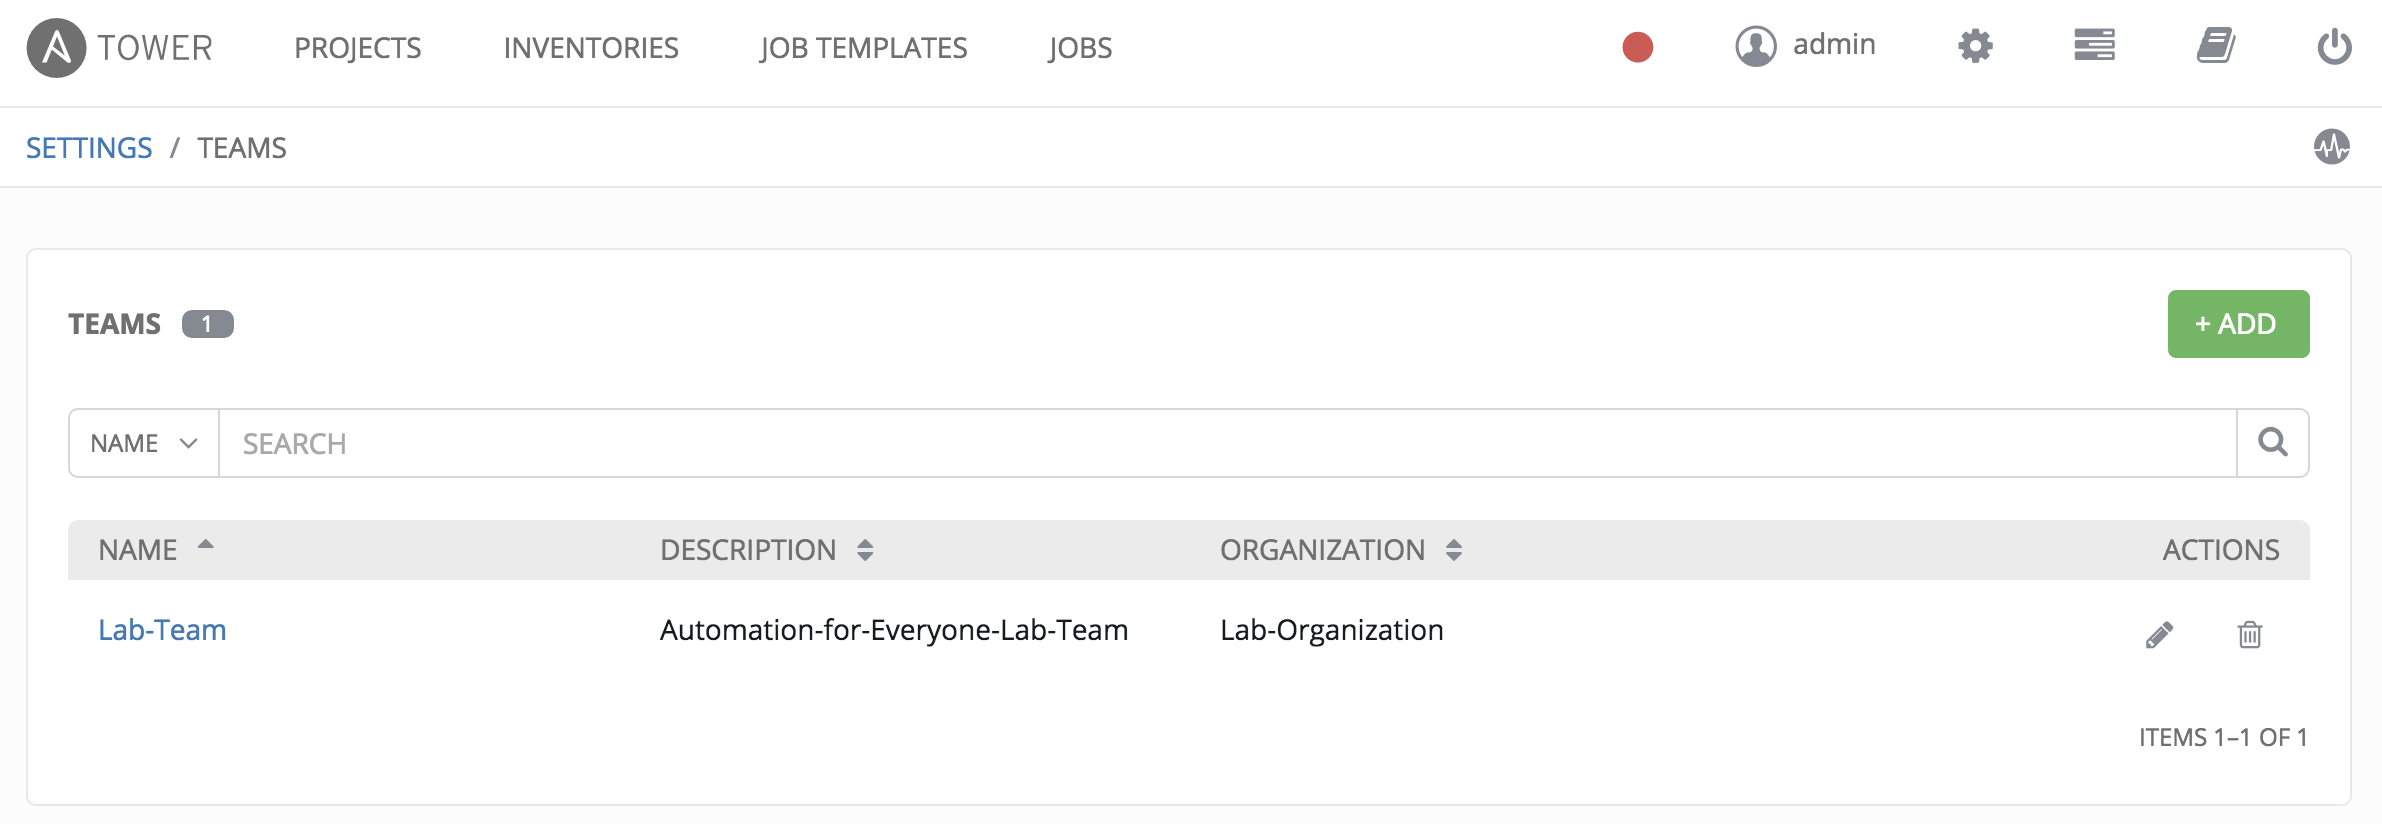 A TOWER PROJECTS INVENTORIES JOB TEMPLATES JOBS admin
SETTINGS / TEAMS
TEAMS 1 + ADD
NAME SEARCH
NAME DESCRIPTION ORGANIZATION ACTIONS
Lab-Team Automation-for-Everyone-Lab-Team Lab-Organization
ITEMS 1–1 OF 1